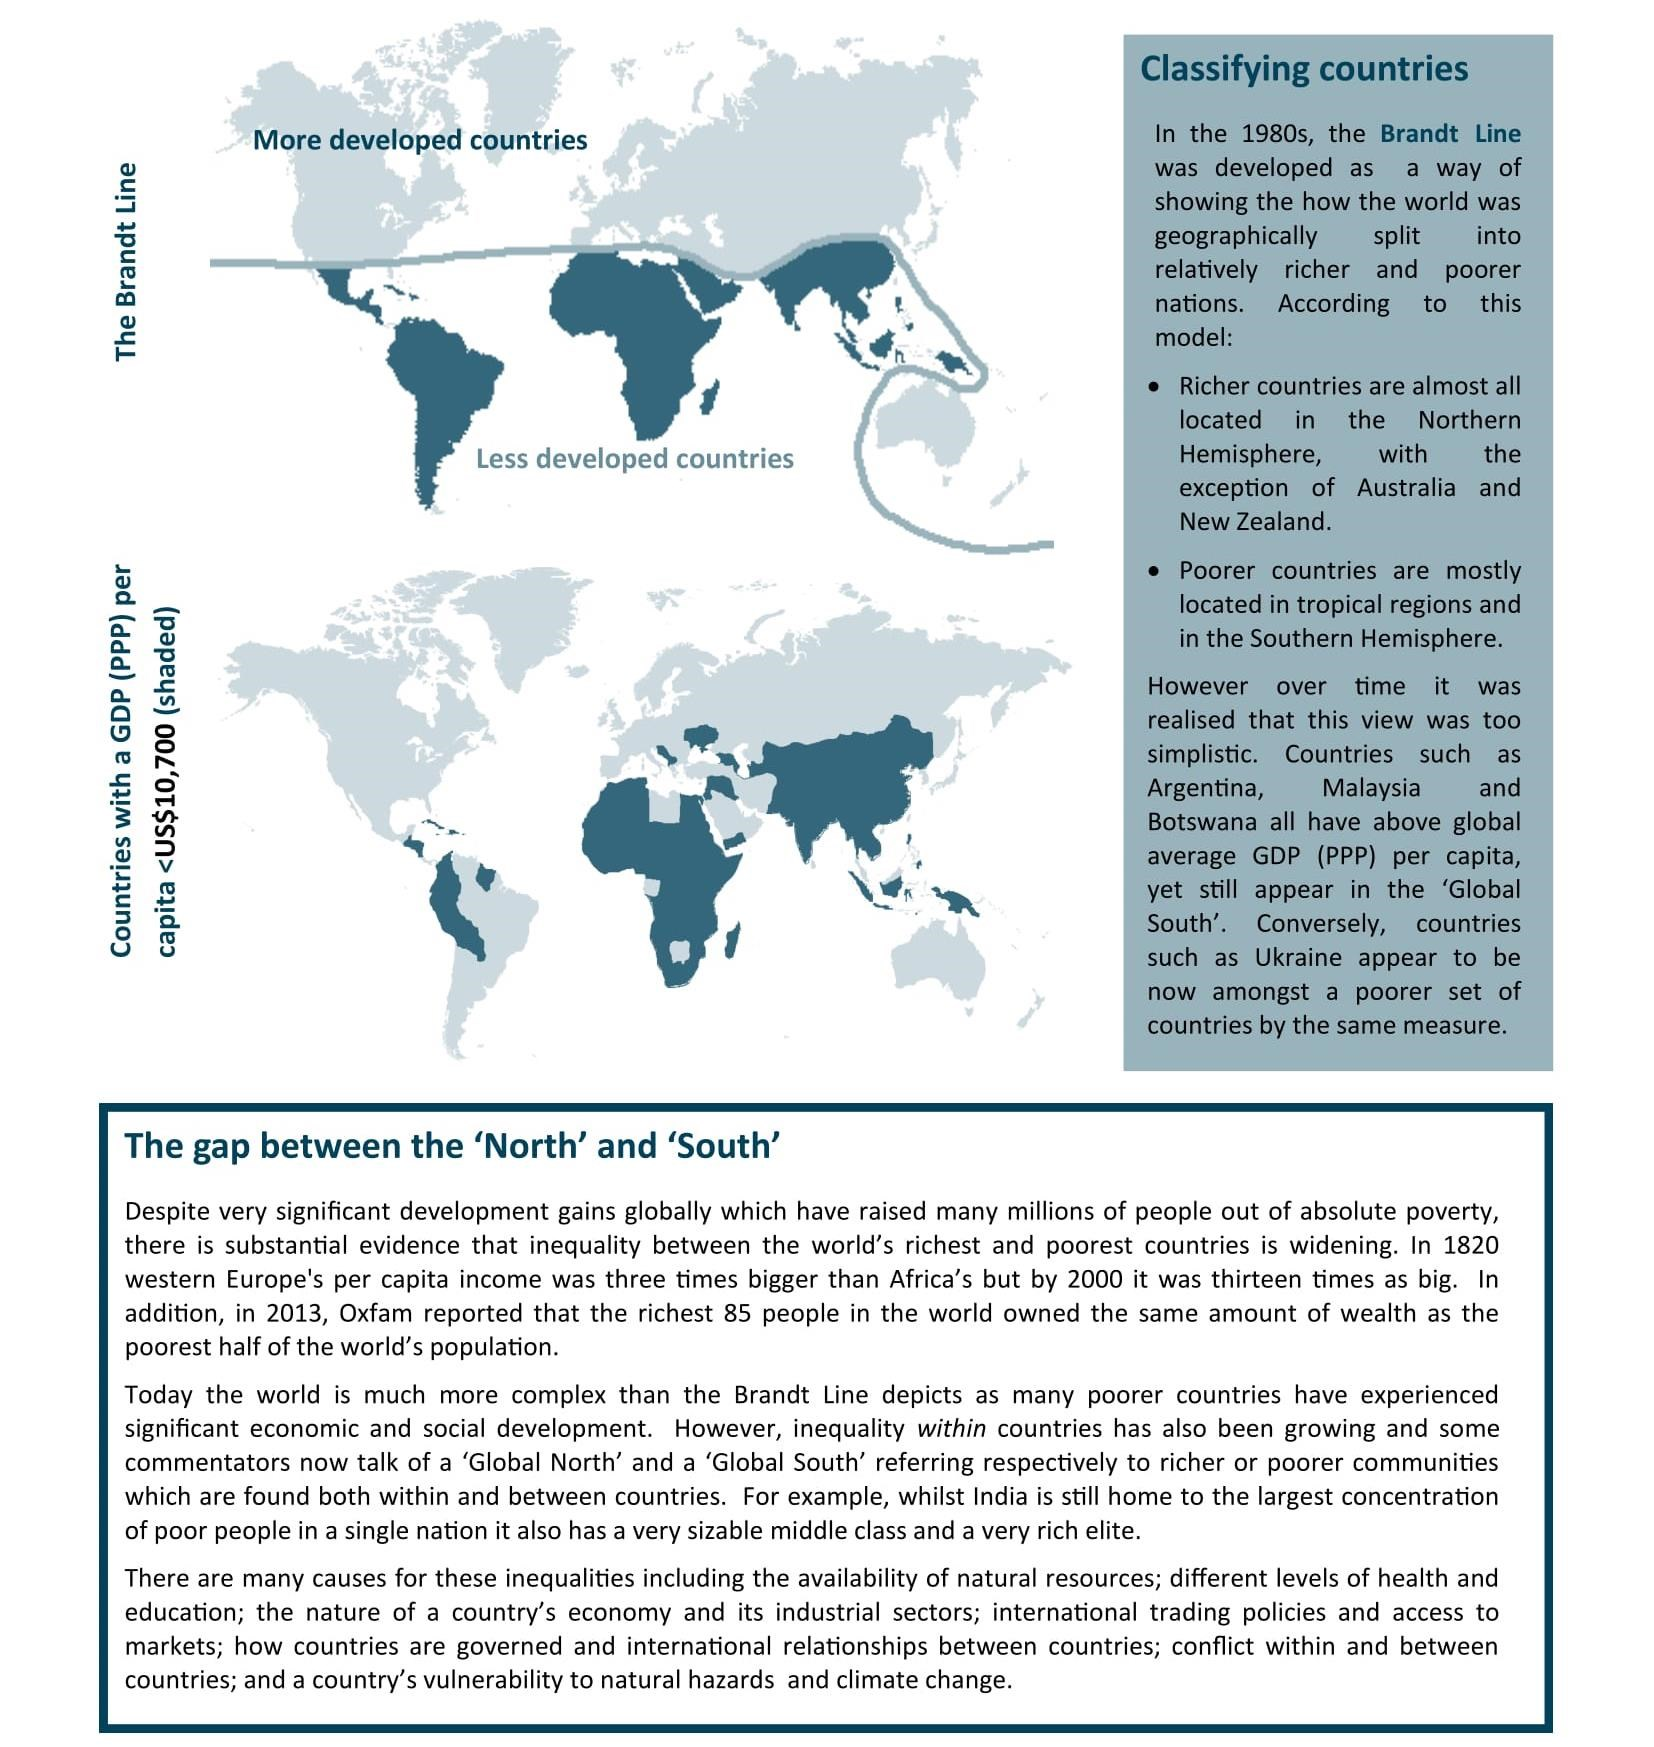 The Brandt Line
More developed countries
Less developed countries
Countries with a GDP (PPP) per
capita <US$10,700 (shaded)
Classifying countries
In the 1980s, the Brandt Line
was developed as a way of
showing the how the world was
geographically split into
relatively richer and poorer
nations. According to this
model:
• Richer countries are almost all
located in the Northern
Hemisphere, with the
exception of Australia and
New Zealand.
• Poorer countries are mostly
located in tropical regions and
in the Southern Hemisphere.
However over time it was
realised that this view was too
simplistic. Countries such as
Argentina, Malaysia and
Botswana all have above global
average GDP (PPP) per capita,
yet still appear in the ‘Global
South’. Conversely, countries
such as Ukraine appear to be
now amongst a poorer set of
countries by the same measure.
The gap between the ‘North’ and ‘South’
Despite very significant development gains globally which have raised many millions of people out of absolute poverty,
there is substantial evidence that inequality between the world’s richest and poorest countries is widening. In 1820
western Europe's per capita income was three times bigger than Africa’s but by 2000 it was thirteen times as big. In
addition, in 2013, Oxfam reported that the richest 85 people in the world owned the same amount of wealth as the
poorest half of the world’s population.
Today the world is much more complex than the Brandt Line depicts as many poorer countries have experienced
significant economic and social development. However, inequality within countries has also been growing and some
commentators now talk of a ‘Global North’ and a ‘Global South’ referring respectively to richer or poorer communities
which are found both within and between countries. For example, whilst India is still home to the largest concentration
of poor people in a single nation it also has a very sizable middle class and a very rich elite.
There are many causes for these inequalities including the availability of natural resources; different levels of health and
education; the nature of a country’s economy and its industrial sectors; international trading policies and access to
markets; how countries are governed and international relationships between countries; conflict within and between
countries; and a country’s vulnerability to natural hazards and climate change.